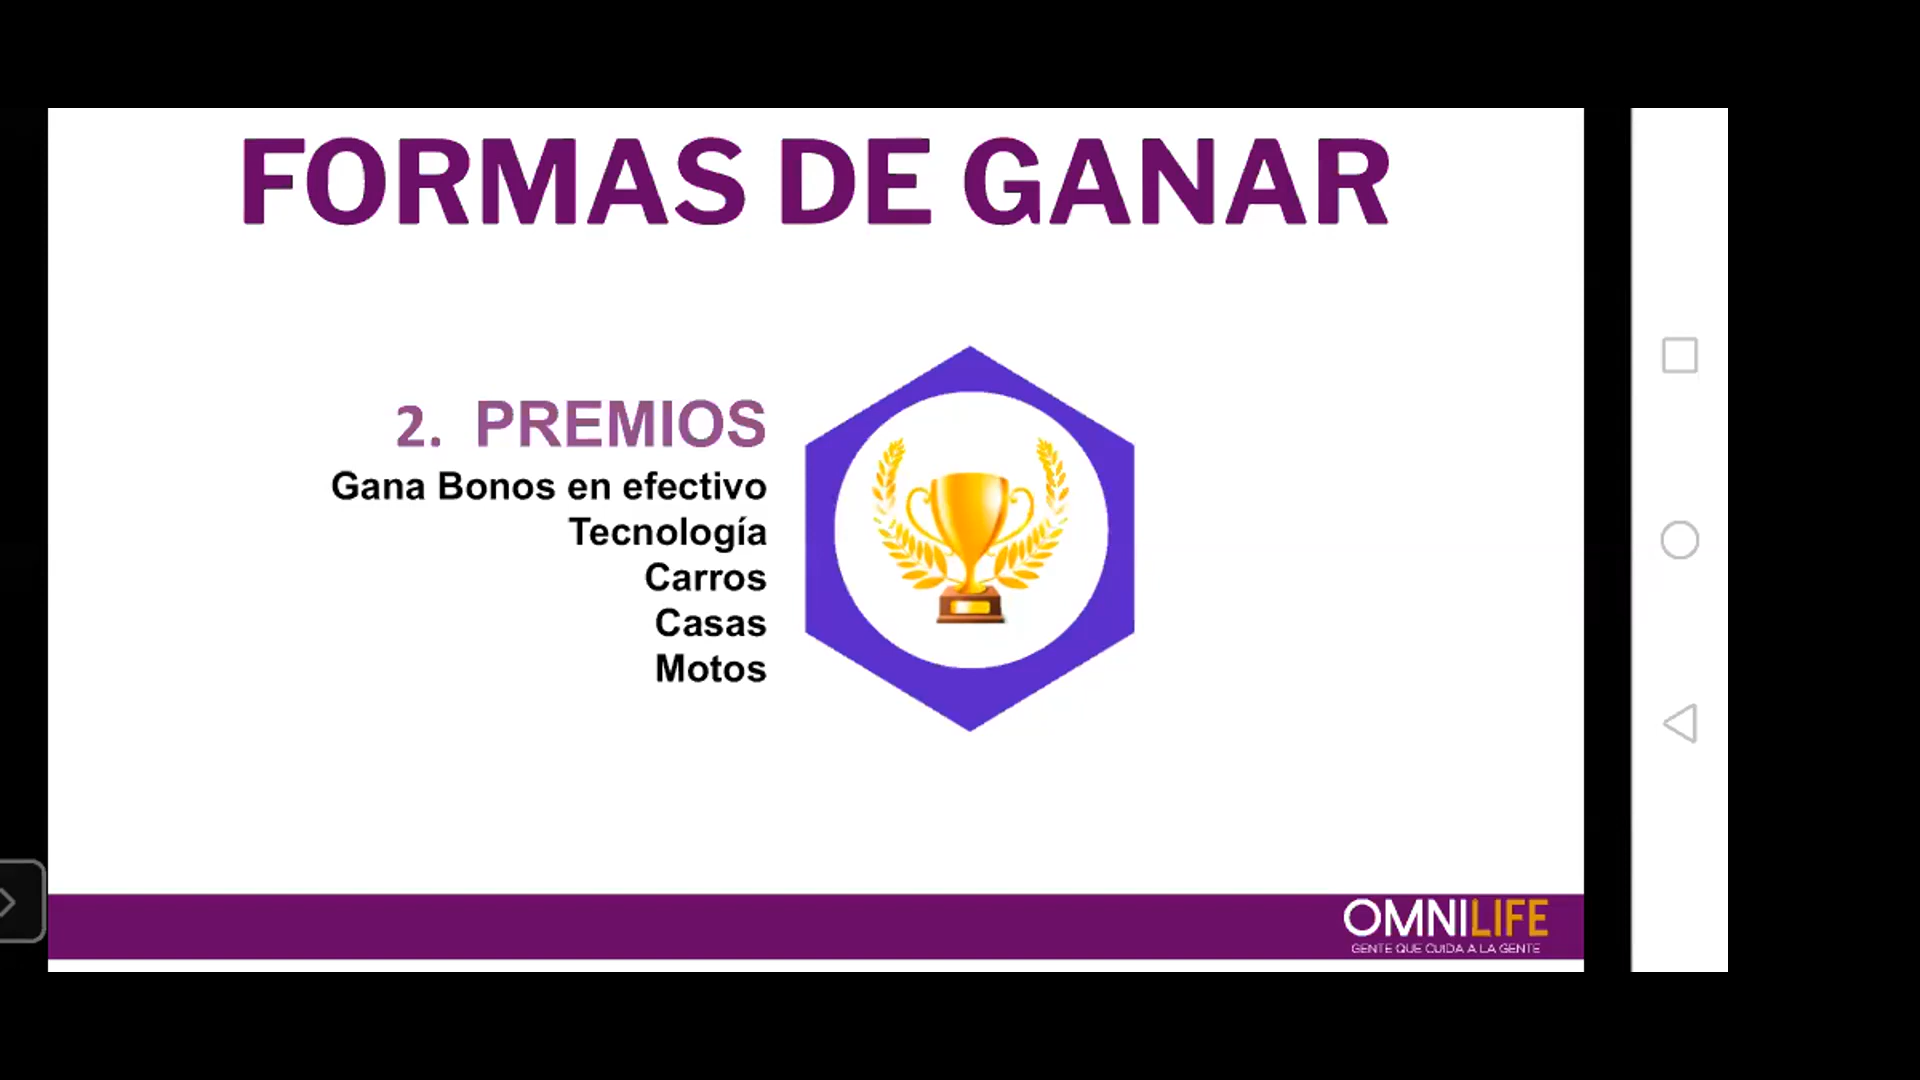 FORMAS DE GANAR
2. PREMIOS
Gana Bonos en efectivo
Tecnología
Carros
Casas
Motos
OMNILIFE
GENTE QUE CUIDA A LA GENTE